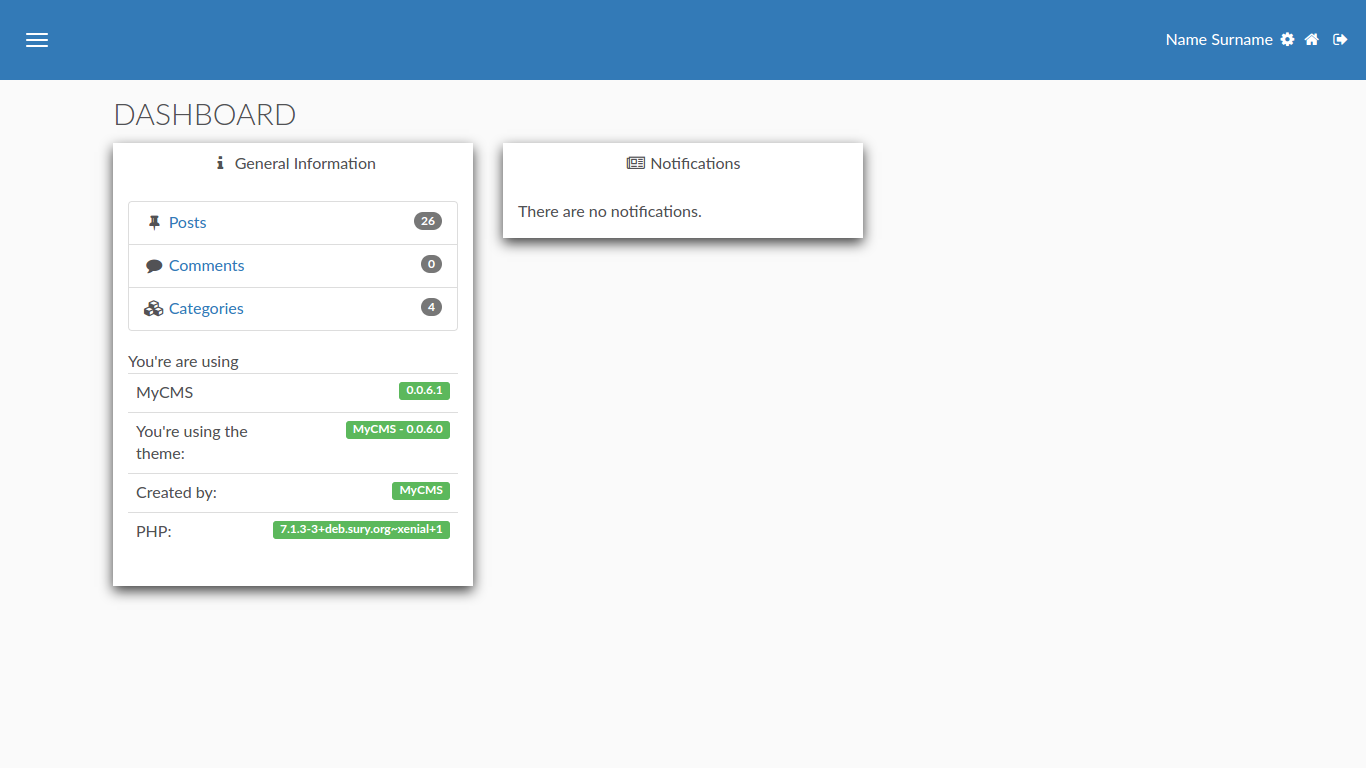 Name Surname
DASHBOARD
General Information
Posts 26
Comments 0
Categories 4
You're are using
MyCMS 0.0.6.1
You're using the MyCMS - 0.0.6.0
theme:
Created by: MyCMS
PHP: 7.1.3-3+deb.sury.org~xenial+1
Notifications
There are no notifications.